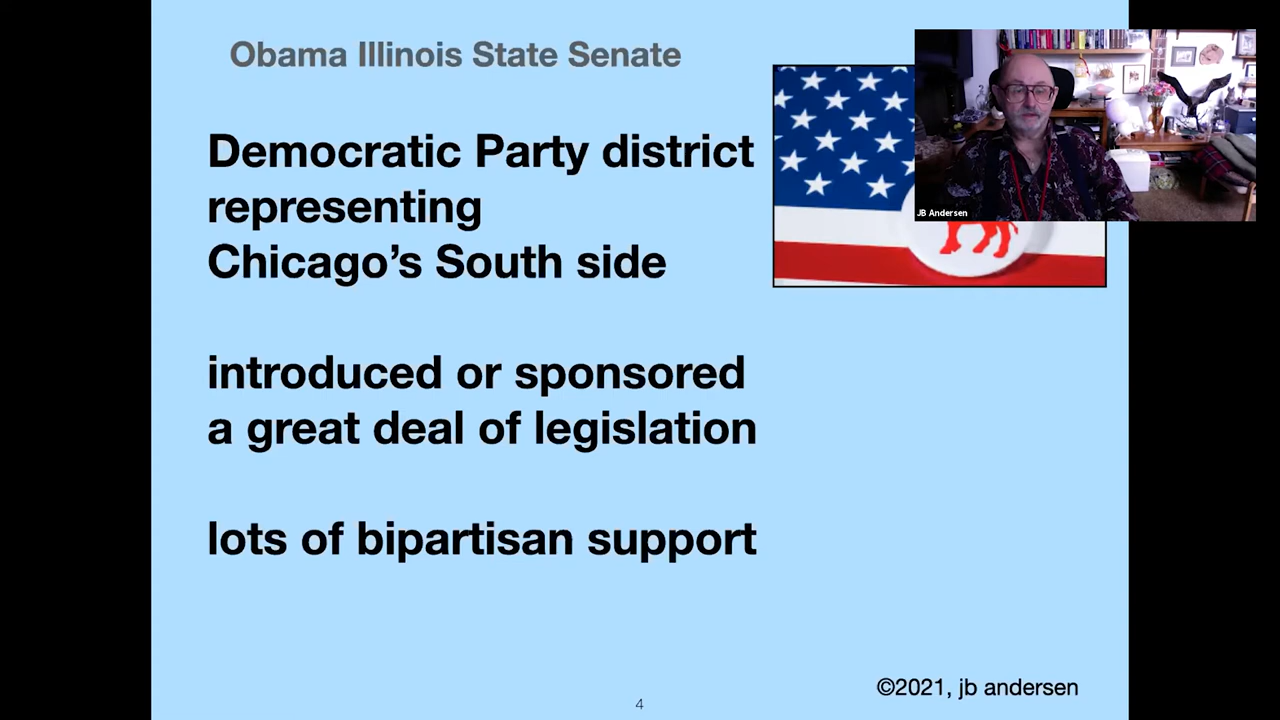 Obama Illinois State Senate
JB Andersen
Democratic Party district
representing
Chicago’s South side
introduced or sponsored
a great deal of legislation
lots of bipartisan support
©2021, jb andersen
4